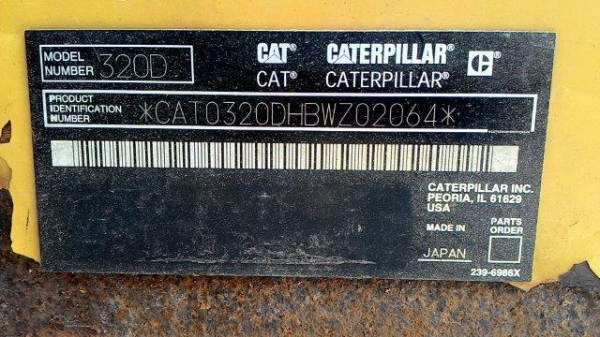 MODEL NUMBER 320D
CAT® CATERPILLAR® C®
CAT® CATERPILLAR®
PRODUCT IDENTIFICATION NUMBER *CAT0320DHBWZ02064*
CATERPILLAR INC.
PEORIA, IL 61629
USA
MADE IN PARTS ORDER
JAPAN
239-6986X